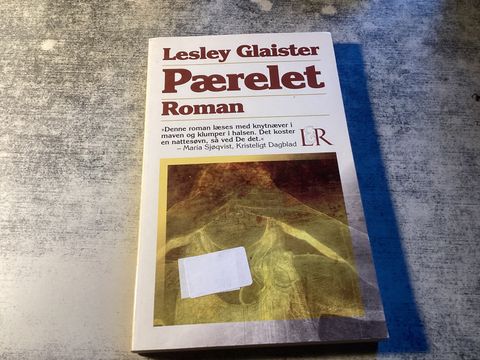 Lesley Glaister
Pærelet
Roman
›Denne roman læses med knytnæver i
maven og klumper i halsen. Det koster
en nattesøvn, så ved De det.‹
– Maria Sjøqvist, Kristeligt Dagblad
LR